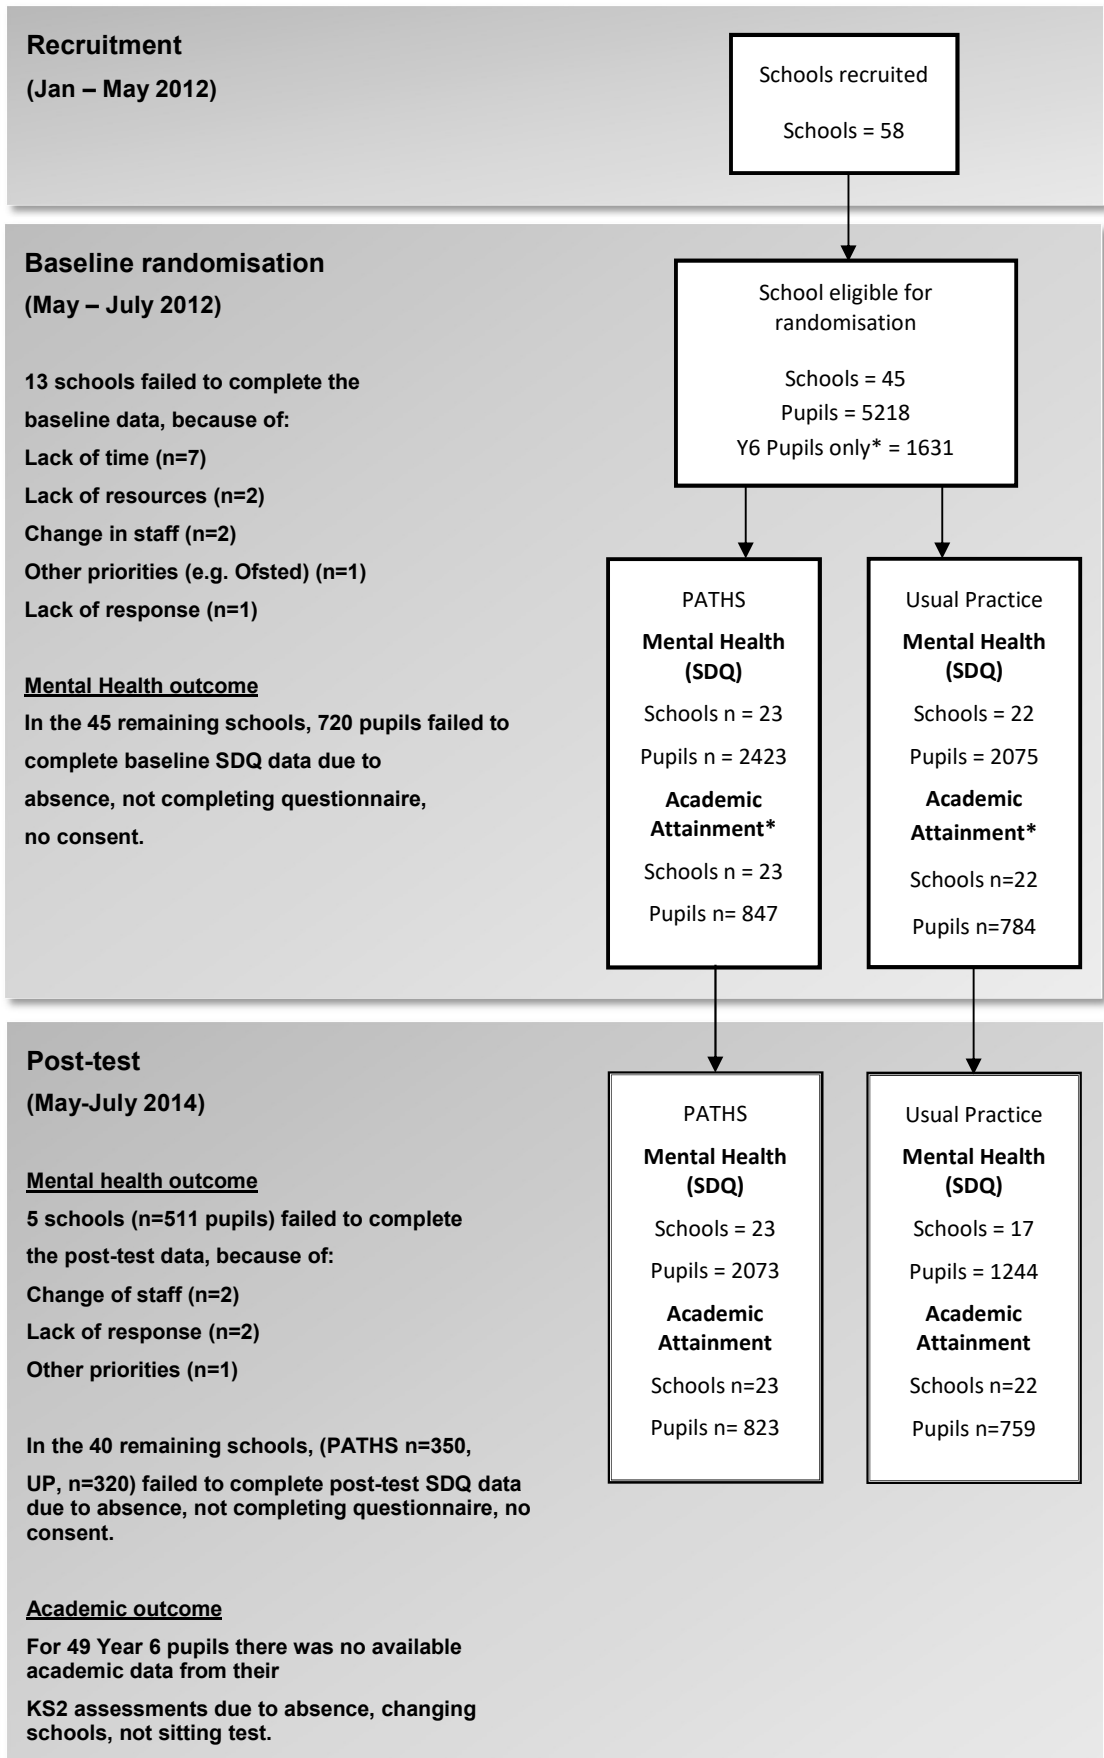 Recruitment
(Jan – May 2012)
Schools recruited
Schools = 58
Baseline randomisation
(May – July 2012)
13 schools failed to complete the
baseline data, because of:
Lack of time (n=7)
Lack of resources (n=2)
Change in staff (n=2)
Other priorities (e.g. Ofsted) (n=1)
Lack of response (n=1)
Mental Health outcome
In the 45 remaining schools, 720 pupils failed to
complete baseline SDQ data due to
absence, not completing questionnaire,
no consent.
School eligible for
randomisation
Schools = 45
Pupils = 5218
Y6 Pupils only* = 1631
PATHS
Mental Health
(SDQ)
Schools n = 23
Pupils n = 2423
Academic
Attainment*
Schools n = 23
Pupils n= 847
Usual Practice
Mental Health
(SDQ)
Schools = 22
Pupils = 2075
Academic
Attainment*
Schools n=22
Pupils n=784
Post-test
(May-July 2014)
Mental health outcome
5 schools (n=511 pupils) failed to complete
the post-test data, because of:
Change of staff (n=2)
Lack of response (n=2)
Other priorities (n=1)
In the 40 remaining schools, (PATHS n=350,
UP, n=320) failed to complete post-test SDQ data
due to absence, not completing questionnaire, no
consent.
Academic outcome
For 49 Year 6 pupils there was no available
academic data from their
KS2 assessments due to absence, changing
schools, not sitting test.
PATHS
Mental Health
(SDQ)
Schools = 23
Pupils = 2073
Academic
Attainment
Schools n=23
Pupils n= 823
Usual Practice
Mental Health
(SDQ)
Schools = 17
Pupils = 1244
Academic
Attainment
Schools n=22
Pupils n=759